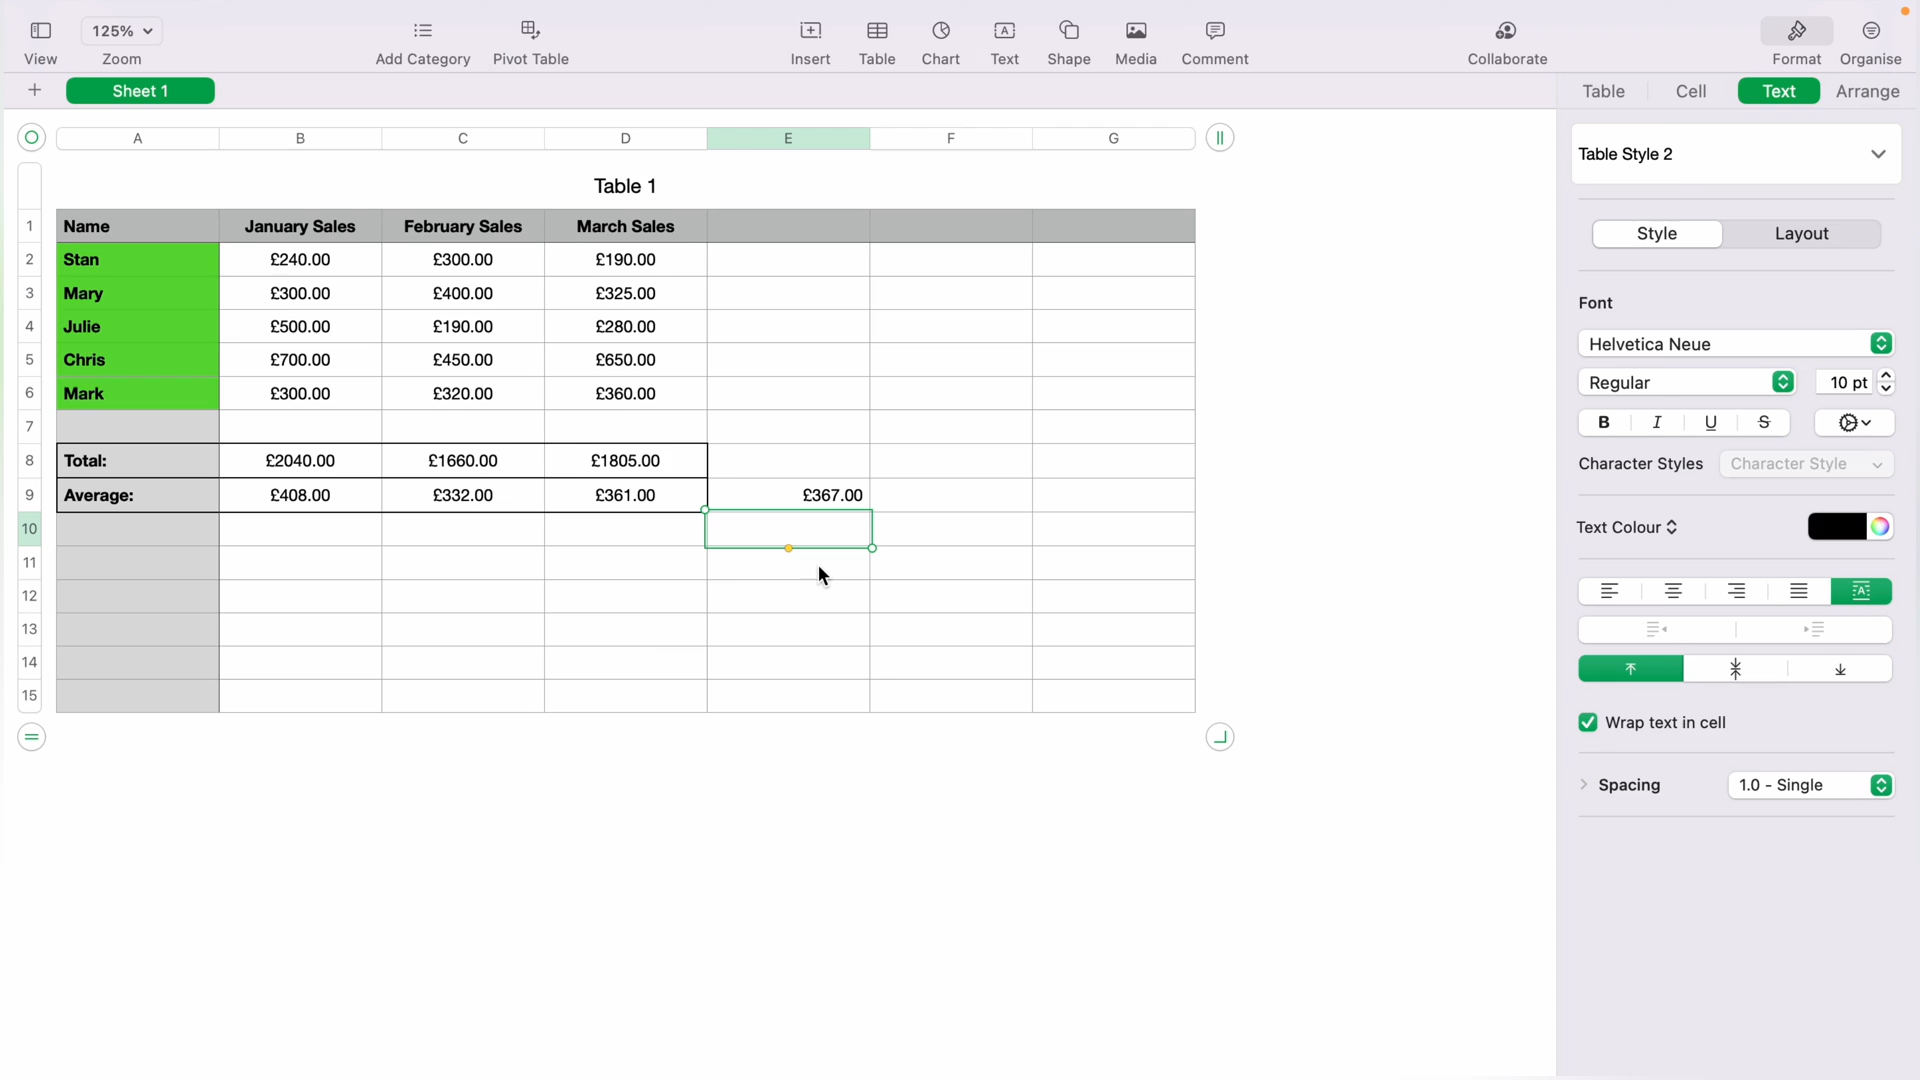 125%
View
Zoom
Add Category
Pivot Table
Insert
Table
Chart
Text
Shape
Media
Comment
Collaborate
Format
Organise
Sheet 1
Table
Cell
Text
Arrange
A B C D E F G
Table 1
1 Name January Sales February Sales March Sales
2 Stan £240.00 £300.00 £190.00
3 Mary £300.00 £400.00 £325.00
4 Julie £500.00 £190.00 £280.00
5 Chris £700.00 £450.00 £650.00
6 Mark £300.00 £320.00 £360.00
7
8 Total: £2040.00 £1660.00 £1805.00
9 Average: £408.00 £332.00 £361.00 £367.00
10
11
12
13
14
15
Table Style 2
Style
Layout
Font
Helvetica Neue
Regular
10 pt
B I U S
Character Styles
Character Style
Text Colour
Wrap text in cell
Spacing
1.0 - Single